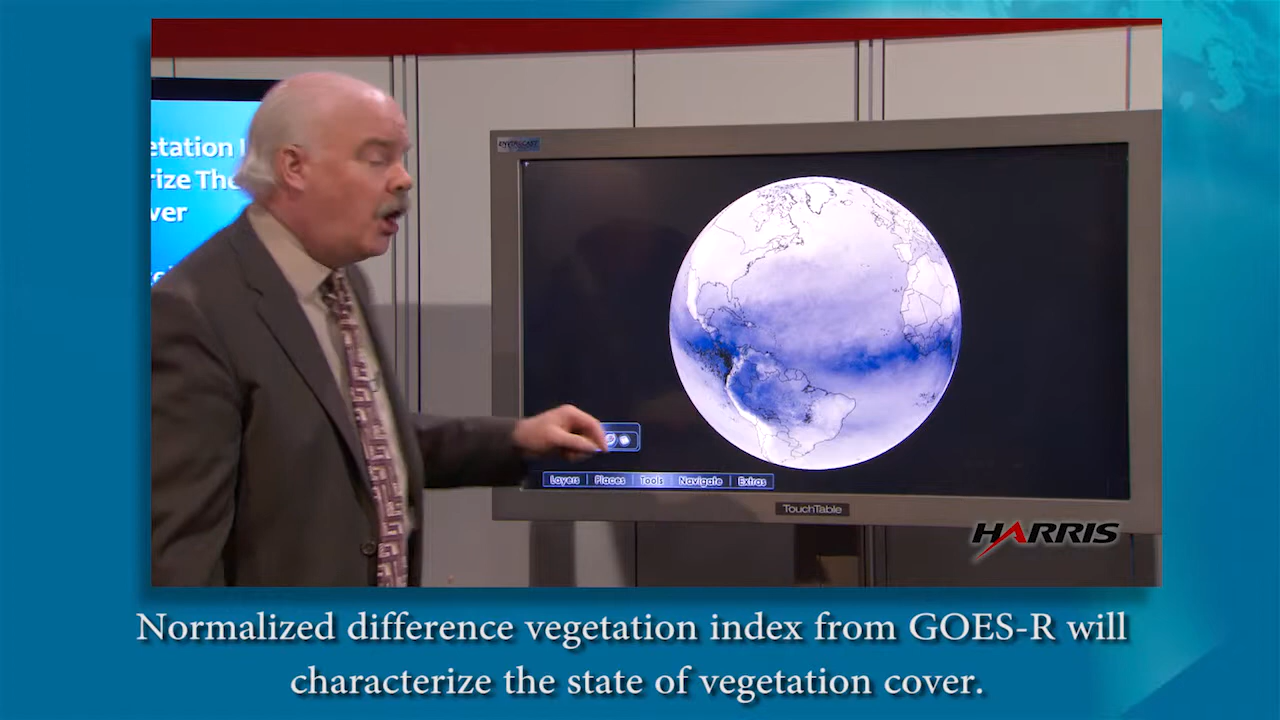 etation I
rize The
ver
Layers Places Tools Navigate Extras
TouchTable
HARRIS
Normalized difference vegetation index from GOES-R will
characterize the state of vegetation cover.